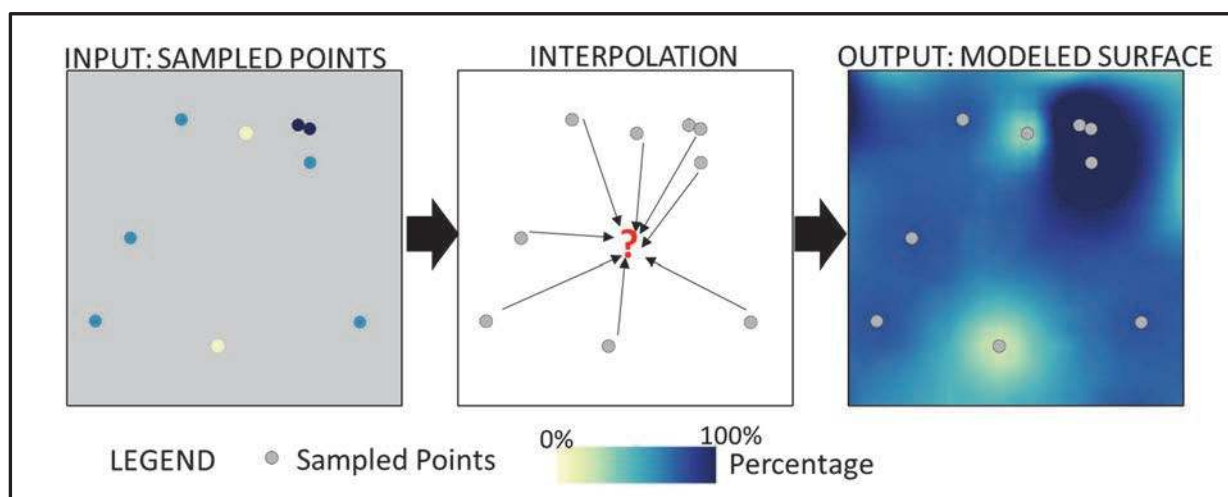 INPUT: SAMPLED POINTS
INTERPOLATION
OUTPUT: MODELED SURFACE
?
LEGEND
Sampled Points
0%
100%
Percentage